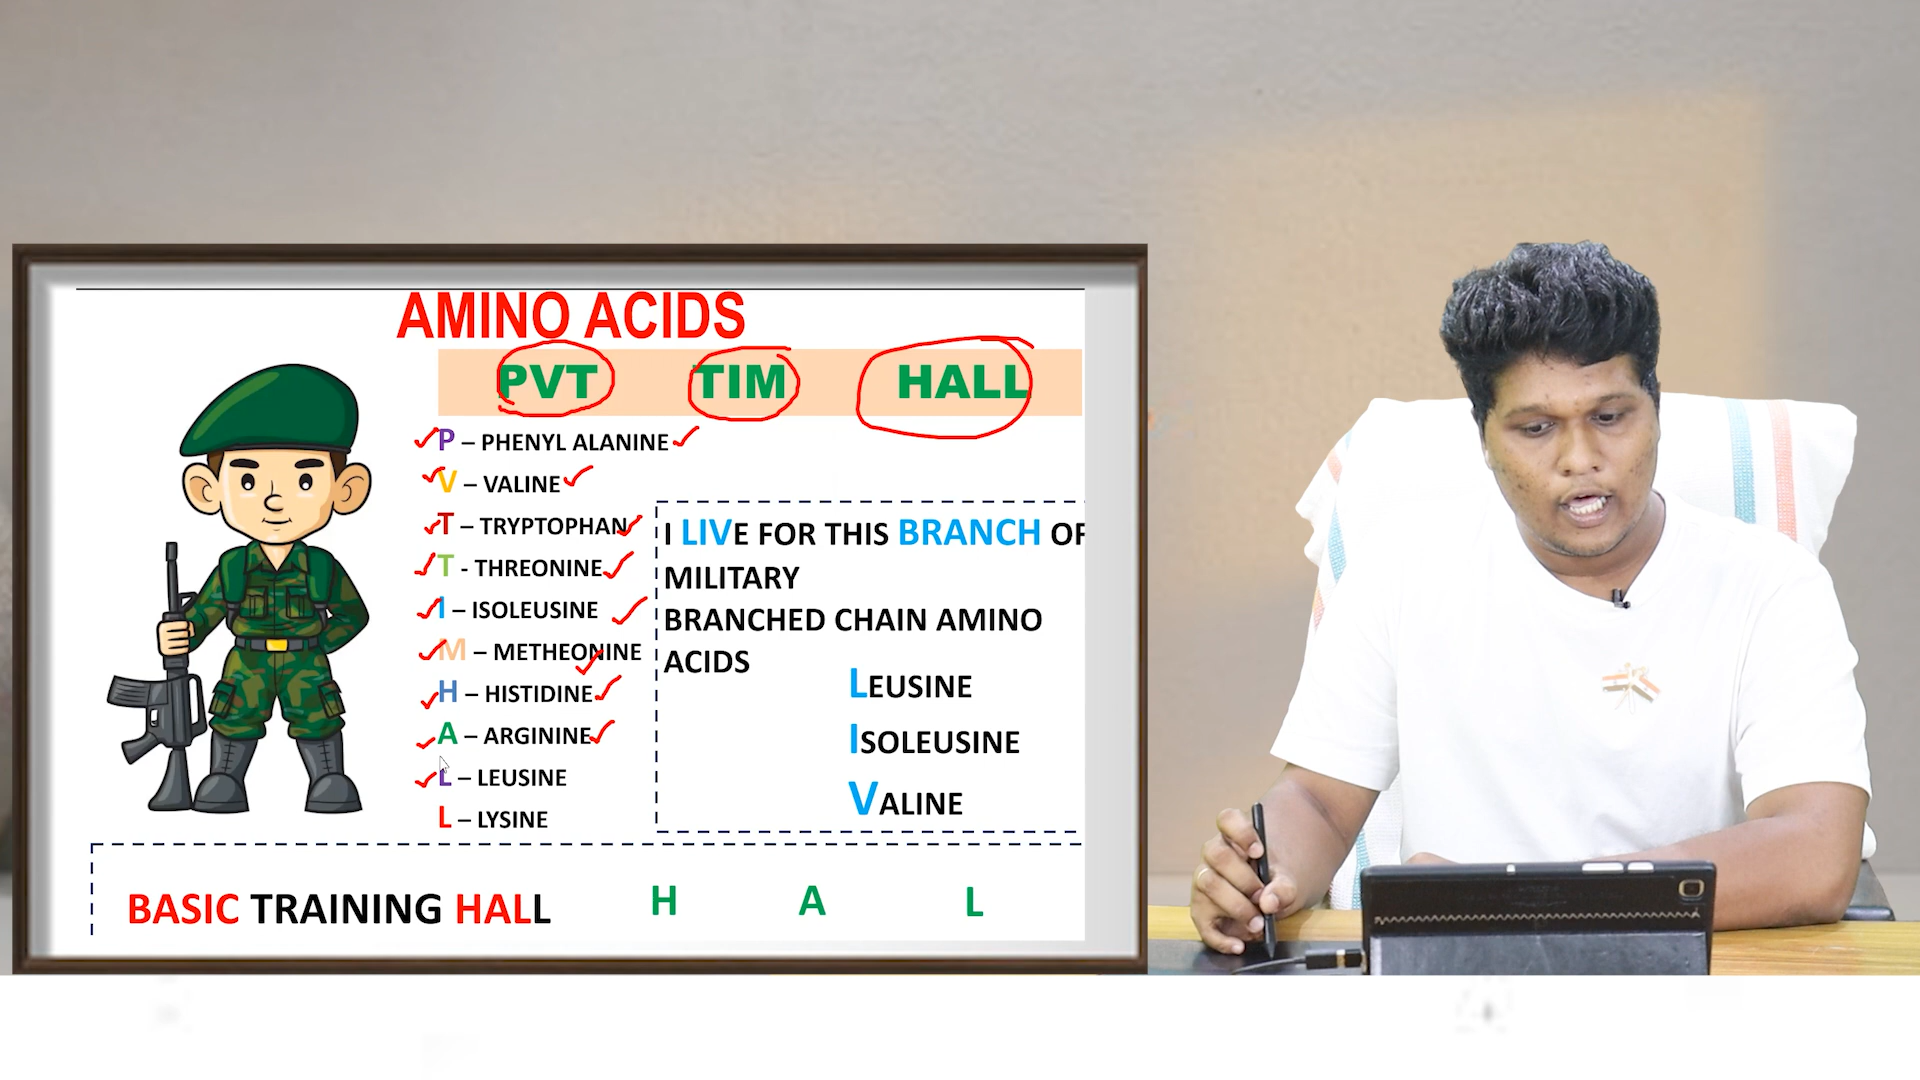 AMINO ACIDS
PVT TIM HALL
P – PHENYL ALANINE
V – VALINE
T – TRYPTOPHAN
T - THREONINE
I – ISOLEUSINE
M – METHEONINE
H – HISTIDINE
A – ARGININE
L – LEUSINE
L – LYSINE
I LIVE FOR THIS BRANCH OF
MILITARY
BRANCHED CHAIN AMINO
ACIDS
LEUSINE
ISOLEUSINE
VALINE
BASIC TRAINING HALL H A L